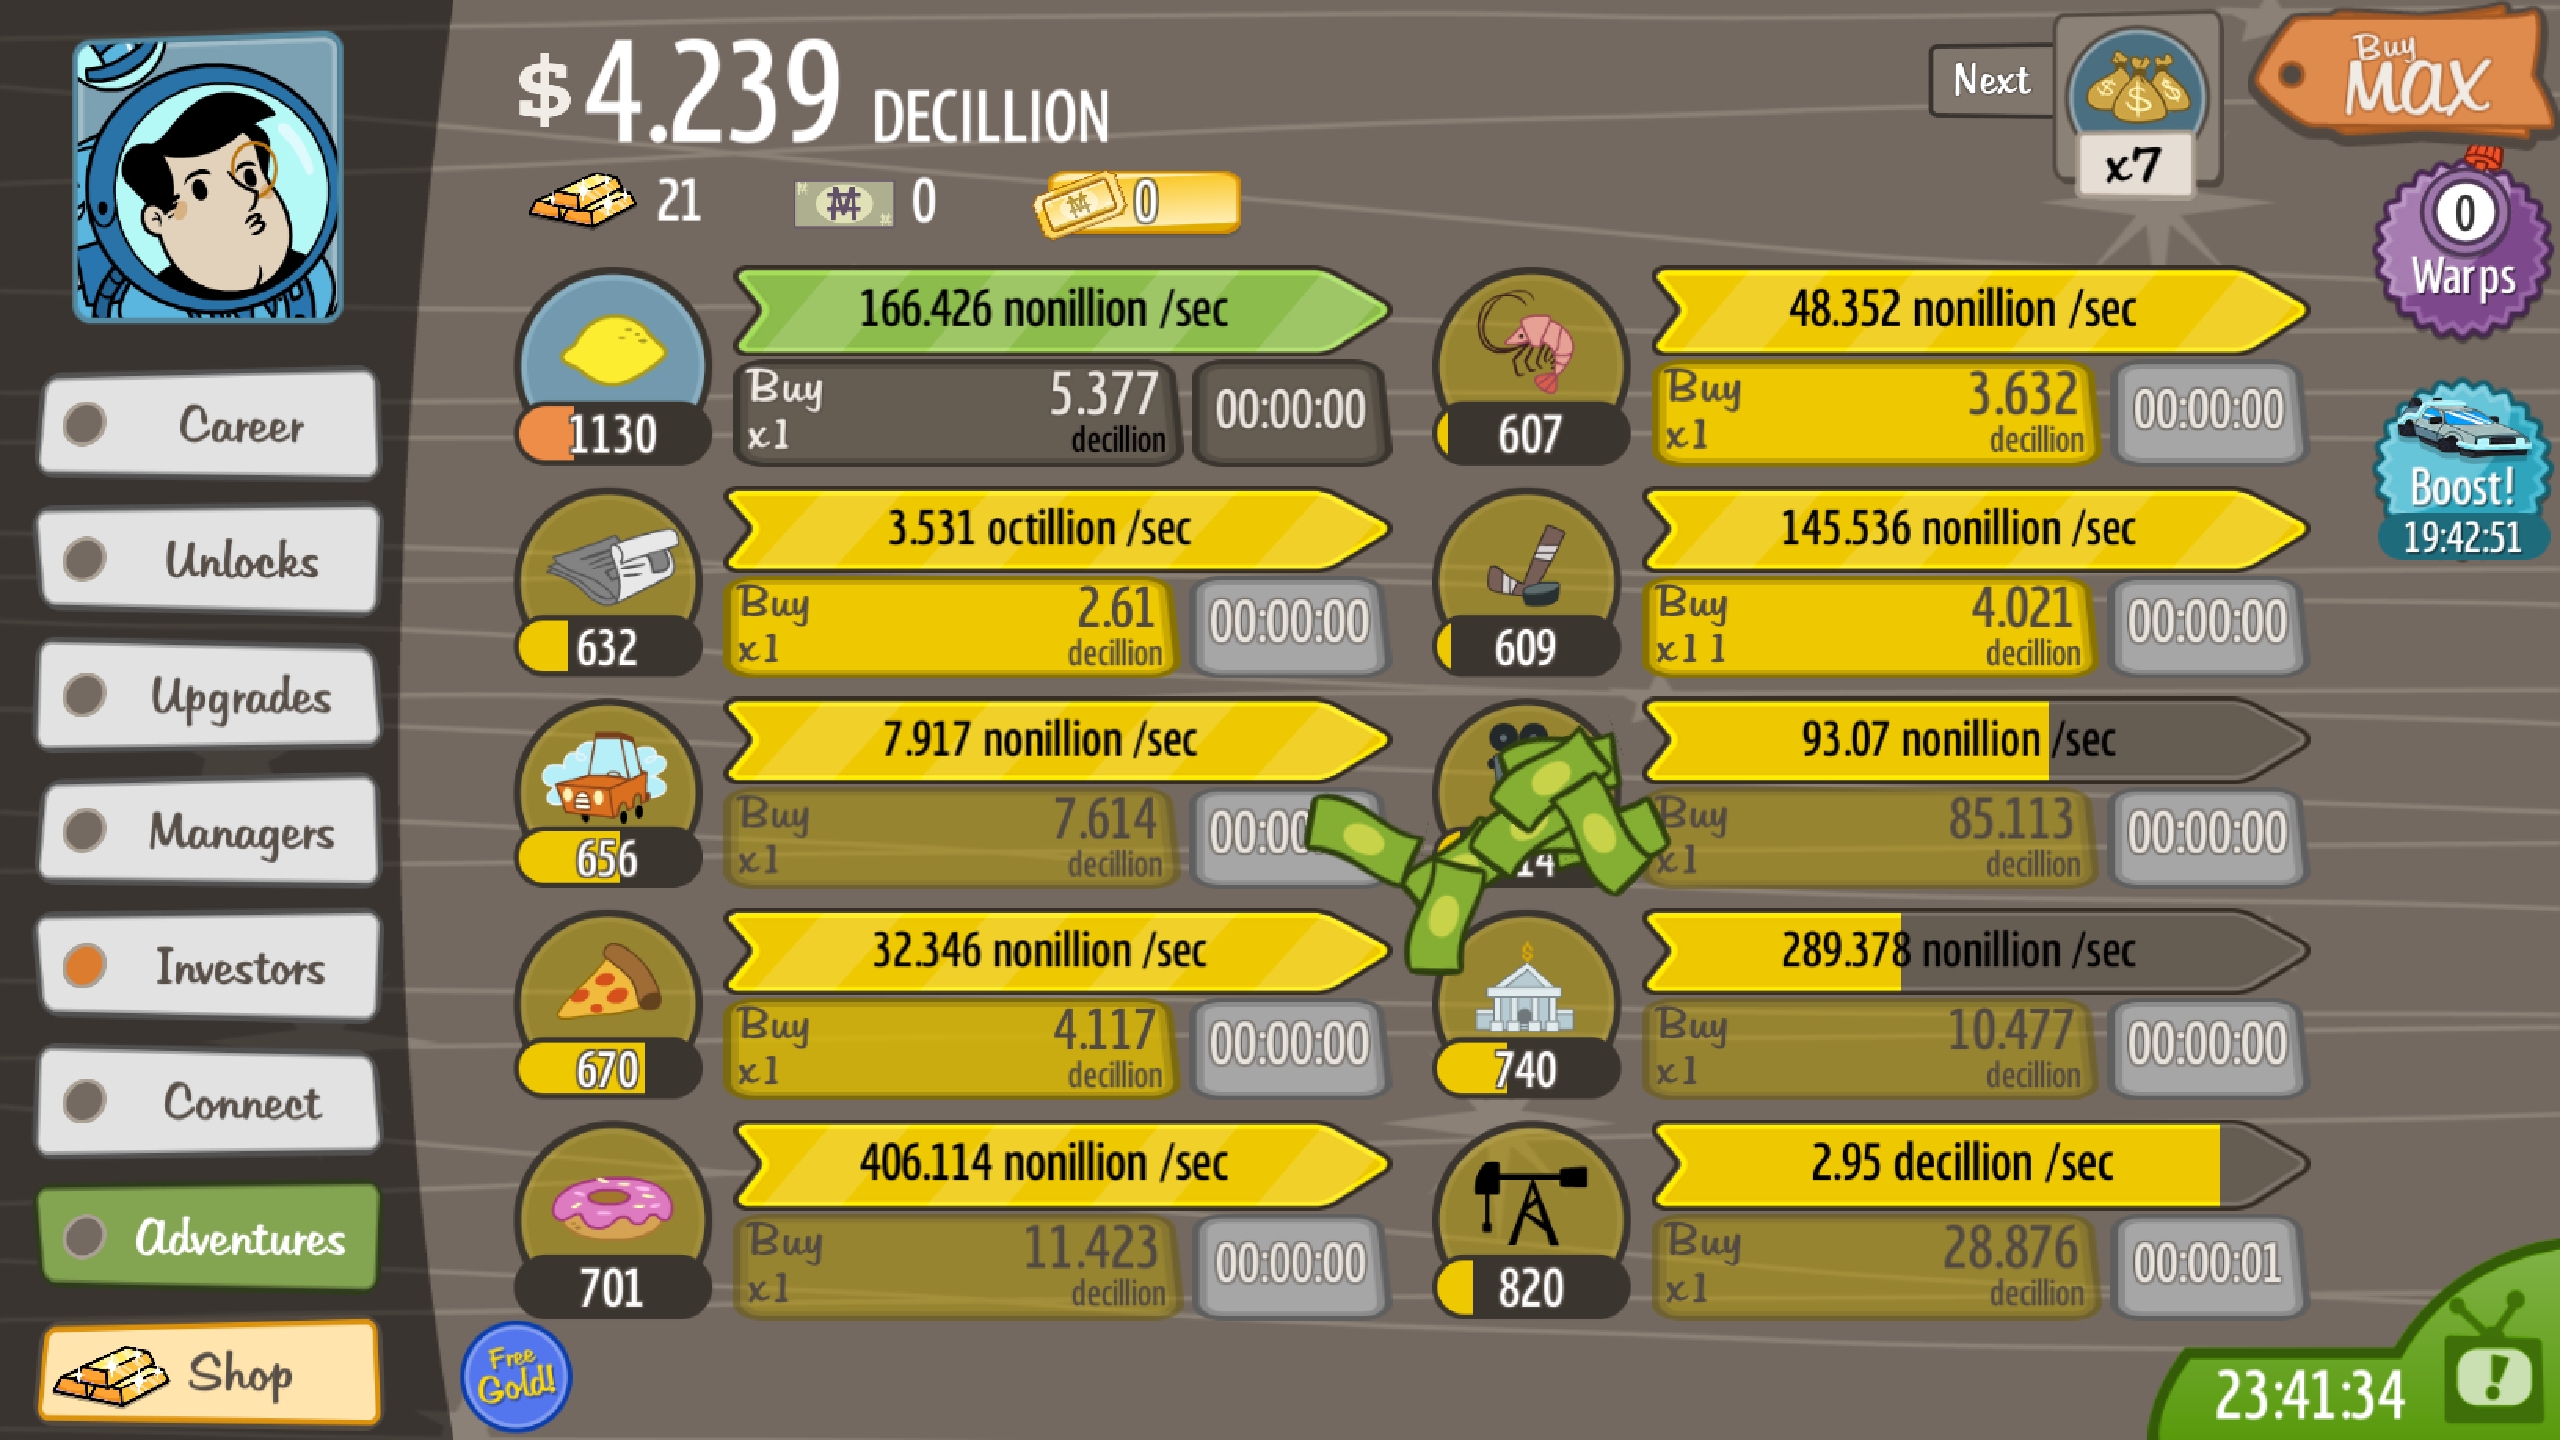 $4.239 DECILLION
Next
x7
Buy
MAX
21
0
0
0
Warps
Boost!
19:42:51
Career
Unlocks
Upgrades
Managers
Investors
Connect
Adventures
Shop
166.426 nonillion /sec
Buy 5.377
x1 decillion
00:00:00
1130
3.531 octillion /sec
Buy 2.61
x1 decillion
00:00:00
632
7.917 nonillion /sec
Buy 7.614
x1 decillion
00:00
656
32.346 nonillion /sec
Buy 4.117
x1 decillion
00:00:00
670
406.114 nonillion /sec
Buy 11.423
x1 decillion
00:00:00
701
48.352 nonillion /sec
Buy 3.632
x1 decillion
00:00:00
607
145.536 nonillion /sec
Buy 4.021
x11 decillion
00:00:00
609
93.07 nonillion /sec
Buy 85.113
x1 decillion
00:00:00
289.378 nonillion /sec
Buy 10.477
x1 decillion
00:00:00
740
2.95 decillion /sec
Buy 28.876
x1 decillion
00:00:01
820
Free
Gold!
23:41:34